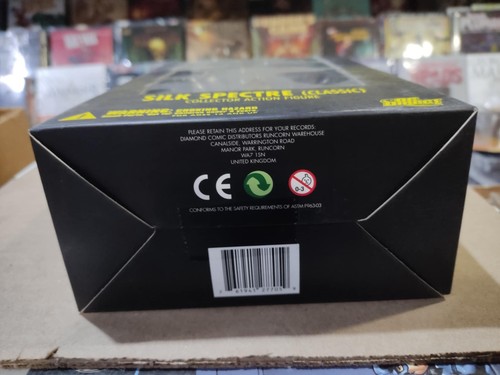 SILK SPECTRE (CLASSIC)
COLLECTOR ACTION FIGURE
PLEASE RETAIN THIS ADDRESS FOR YOUR RECORDS:
DIAMOND COMIC DISTRIBUTORS RUNCORN WAREHOUSE
CANALSIDE, WARRINGTON ROAD
MANOR PARK, RUNCORN
WA7 1SN
UNITED KINGDOM
CE
0-3
CONFORMS TO THE SAFETY REQUIREMENTS OF ASTM F963-03